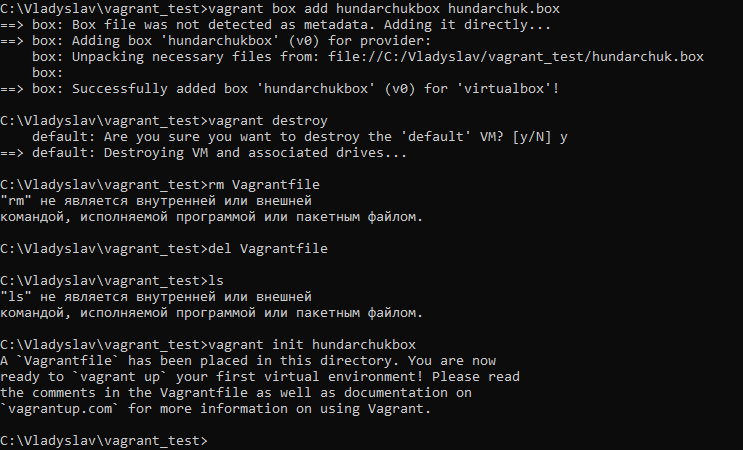 C:\Vladyslav\vagrant_test>vagrant box add hundarchukbox hundarchuk.box
==> box: Box file was not detected as metadata. Adding it directly...
==> box: Adding box 'hundarchukbox' (v0) for provider:
    box: Unpacking necessary files from: file://C:/Vladyslav/vagrant_test/hundarchuk.box
    box:
==> box: Successfully added box 'hundarchukbox' (v0) for 'virtualbox'!
C:\Vladyslav\vagrant_test>vagrant destroy
    default: Are you sure you want to destroy the 'default' VM? [y/N] y
==> default: Destroying VM and associated drives...
C:\Vladyslav\vagrant_test>rm Vagrantfile
"rm" не является внутренней или внешней
командой, исполняемой программой или пакетным файлом.
C:\Vladyslav\vagrant_test>del Vagrantfile
C:\Vladyslav\vagrant_test>ls
"ls" не является внутренней или внешней
командой, исполняемой программой или пакетным файлом.
C:\Vladyslav\vagrant_test>vagrant init hundarchukbox
A `Vagrantfile` has been placed in this directory. You are now
ready to `vagrant up` your first virtual environment! Please read
the comments in the Vagrantfile as well as documentation on
`vagrantup.com` for more information on using Vagrant.
C:\Vladyslav\vagrant_test>